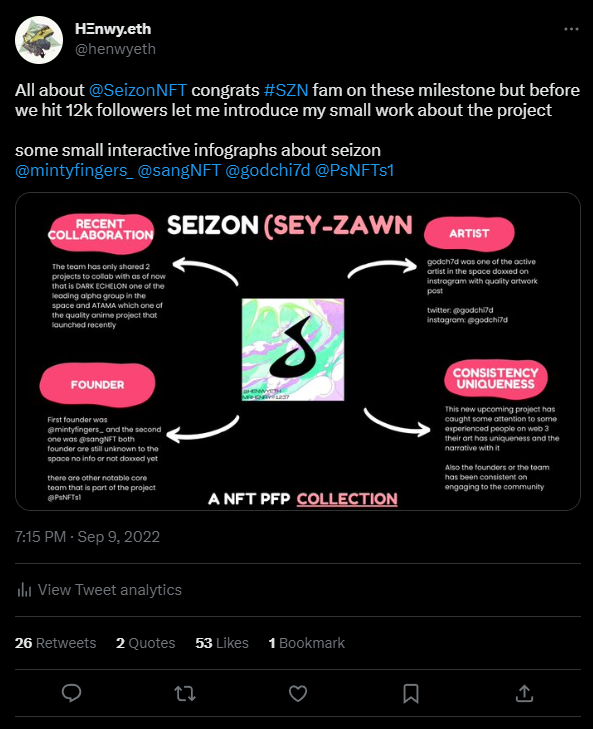 HΞnwy.eth
@henwyeth
All about @SeizonNFT congrats #SZN fam on these milestone but before
we hit 12k followers let me introduce my small work about the project
some small interactive infographs about seizon
@mintyfingers_ @sangNFT @godchi7d @PsNFTs1
RECENT
COLLABORATION
The team has only shared 2
projects to collab with as of now
that is DARK ECHELON one of the
leading alpha group in the
space and ATAMA which one of
the quality anime project that
launched recently
SEIZON (SEY-ZAWN
ARTIST
godch7d was one of the active
artist in the space doxxed on
instragram with quality artwork
post
twitter: @godchi7d
instagram: @godchi7d
FOUNDER
First founder was
@mintyfingers_ and the second
one was @sangNFT both
founder are still unknown to the
space no info or not doxxed yet
there are other notable core
team that is part of the project
@PsNFTs1
@HENWYETH
CONSISTENCY
UNIQUENESS
This new upcoming project has
caught some attention to some
experienced people on web 3
their art has uniqueness and the
narrative with it
Also the founders or the team
has been consistent on
engaging to the community
A NFT PFP COLLECTION
7:15 PM · Sep 9, 2022
View Tweet analytics
26 Retweets 2 Quotes 53 Likes 1 Bookmark